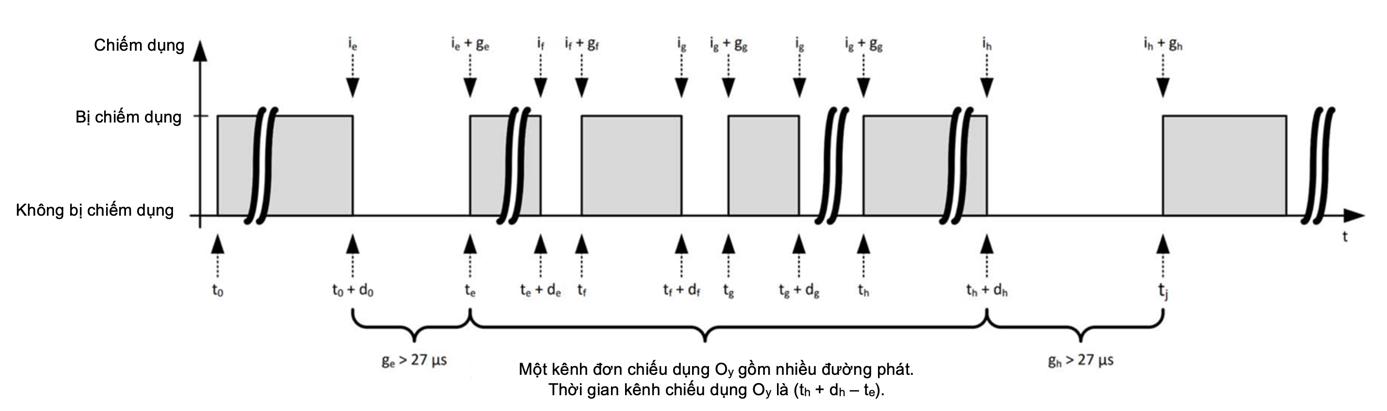 Chiếm dụng
iₑ iₑ + gₑ i_f i_f + g_f i_g i_g + g_g i_g i_g + g_g iₕ iₕ + gₕ
Bị chiếm dụng
Không bị chiếm dụng
t
t₀ t₀ + d₀ tₑ tₑ + dₑ t_f t_f + d_f t_g t_g + d_g tₕ tₕ + dₕ tⱼ
gₑ > 27 µs gₕ > 27 µs
Một kênh đơn chiếu dụng Oᵧ gồm nhiều đường phát.
Thời gian kênh chiếu dụng Oᵧ là (tₕ + dₕ – tₑ).